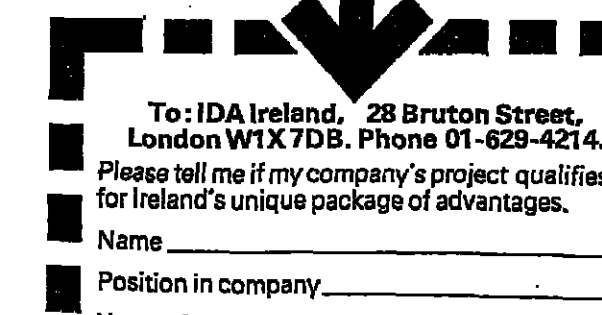 To: IDA Ireland, 28 Bruton Street,
London W1X 7DB. Phone 01-629-4214.
Please tell me if my company's project qualifies
for Ireland's unique package of advantages.
Name
Position in company